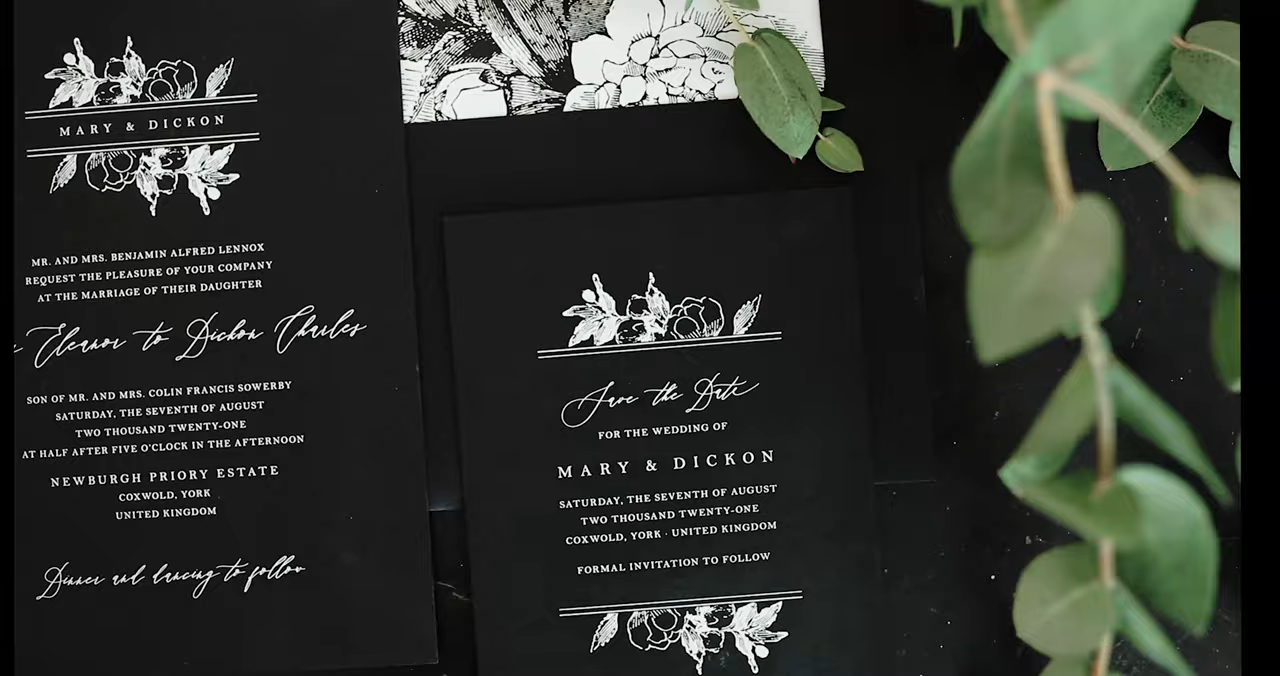 MARY & DICKON
MR. AND MRS. BENJAMIN ALFRED LENNOX
REQUEST THE PLEASURE OF YOUR COMPANY
AT THE MARRIAGE OF THEIR DAUGHTER
Eleanor to Dickon Charles
SON OF MR. AND MRS. COLIN FRANCIS SOWERBY
SATURDAY, THE SEVENTH OF AUGUST
TWO THOUSAND TWENTY-ONE
AT HALF AFTER FIVE O'CLOCK IN THE AFTERNOON
NEWBURGH PRIORY ESTATE
COXWOLD, YORK
UNITED KINGDOM
Dinner and dancing to follow
Save the Date
FOR THE WEDDING OF
MARY & DICKON
SATURDAY, THE SEVENTH OF AUGUST
TWO THOUSAND TWENTY-ONE
COXWOLD, YORK · UNITED KINGDOM
FORMAL INVITATION TO FOLLOW